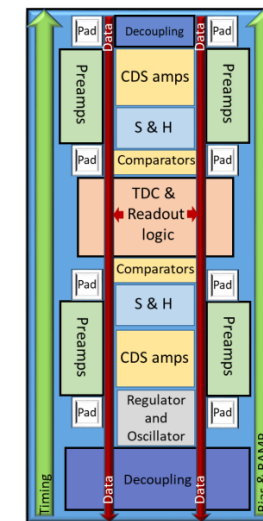 Pad
Data
Decoupling
Data
Pad
Preamps
CDS amps
Preamps
S & H
Pad
Comparators
Pad
TDC &
Readout
logic
Pad
Comparators
Pad
Preamps
S & H
Preamps
CDS amps
Pad
Regulator
and
Oscillator
Pad
Timing
Decoupling
Bias & RAMP
Data
Data